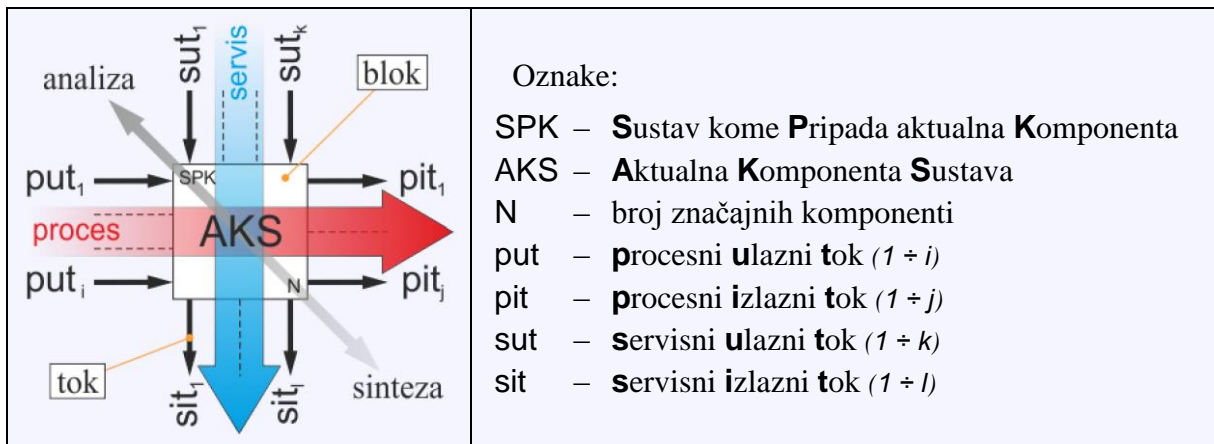 sut1
servis
sutk
analiza
blok
put1
SPK
pit1
proces
AKS
puti
N
pitj
tok
sit1
sitl
sinteza
Oznake:
SPK – Sustav kome Pripada aktualna Komponenta
AKS – Aktualna Komponenta Sustava
N – broj značajnih komponenti
put – procesni ulazni tok (1 ÷ i)
pit – procesni izlazni tok (1 ÷ j)
sut – servisni ulazni tok (1 ÷ k)
sit – servisni izlazni tok (1 ÷ l)